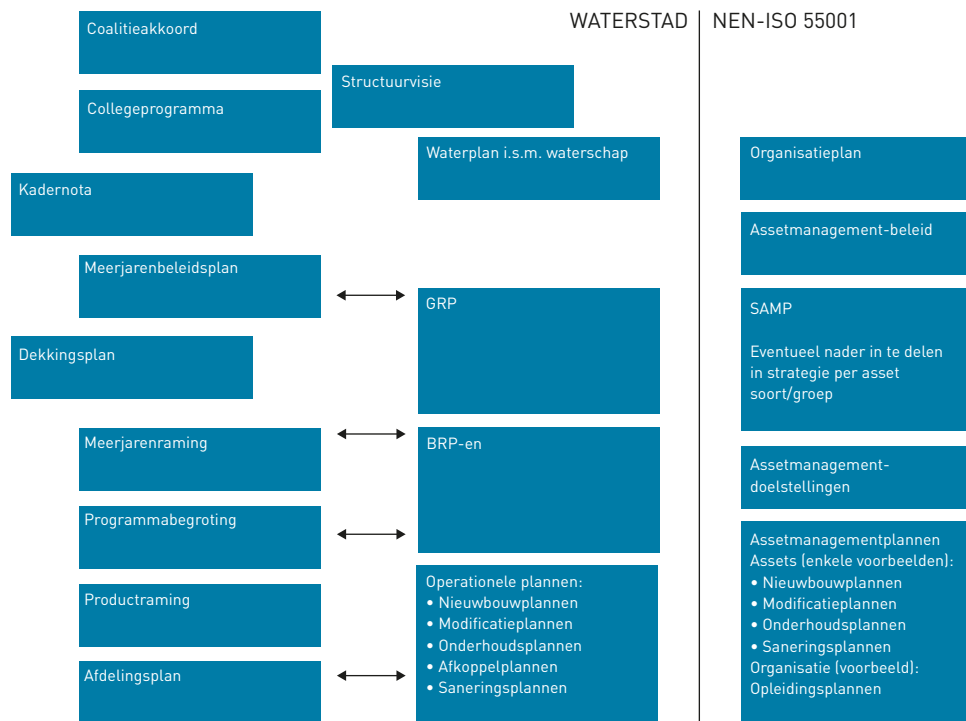 WATERSTAD
NEN-ISO 55001
Coalitieakkoord
Collegeprogramma
Kadernota
Meerjarenbeleidsplan
Dekkingsplan
Meerjarenraming
Programmabegroting
Productraming
Afdelingsplan
Structuurvisie
Waterplan i.s.m. waterschap
GRP
BRP-en
Operationele plannen:
• Nieuwbouwplannen
• Modificatieplannen
• Onderhoudsplannen
• Afkoppelplannen
• Saneringsplannen
Organisatieplan
Assetmanagement-beleid
SAMP
Eventueel nader in te delen
in strategie per asset
soort/groep
Assetmanagement-
doelstellingen
Assetmanagementplannen
Assets (enkele voorbeelden):
• Nieuwbouwplannen
• Modificatieplannen
• Onderhoudsplannen
• Saneringsplannen
Organisatie (voorbeeld):
Opleidingsplannen